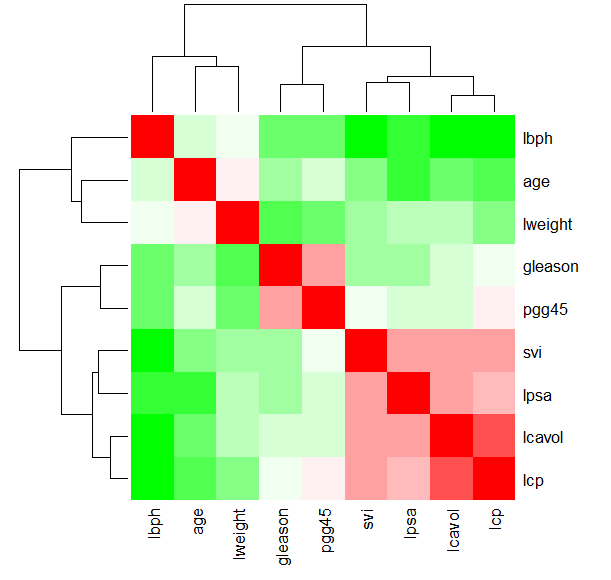 lbph
age
lweight
gleason
pgg45
svi
lpsa
lcavol
lcp
lbph
age
lweight
gleason
pgg45
svi
lpsa
lcavol
lcp